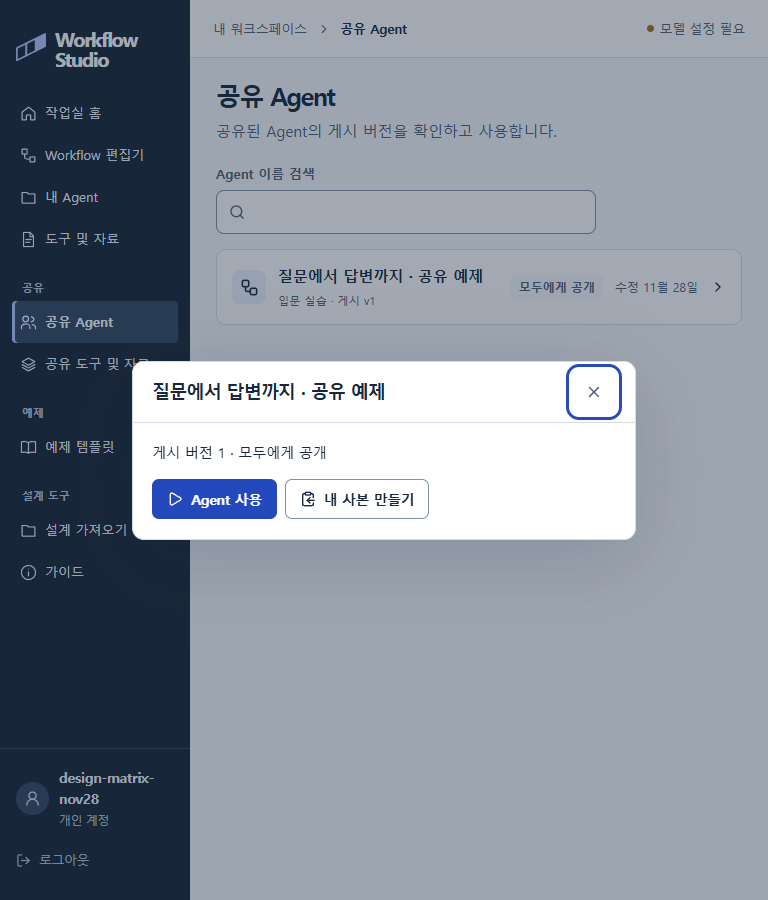 Workflow
Studio
작업실 홈
Workflow 편집기
내 Agent
도구 및 자료
공유
공유 Agent
공유 도구 및 자료
예제
예제 템플릿
설계 도구
설계 가져오기
가이드
design-matrix-
nov28
개인 계정
로그아웃
내 워크스페이스 > 공유 Agent
모델 설정 필요
공유 Agent
공유된 Agent의 게시 버전을 확인하고 사용합니다.
Agent 이름 검색
질문에서 답변까지 · 공유 예제
입문 실습 · 게시 v1
모두에게 공개
수정 11월 28일
질문에서 답변까지 · 공유 예제
게시 버전 1 · 모두에게 공개
Agent 사용
내 사본 만들기